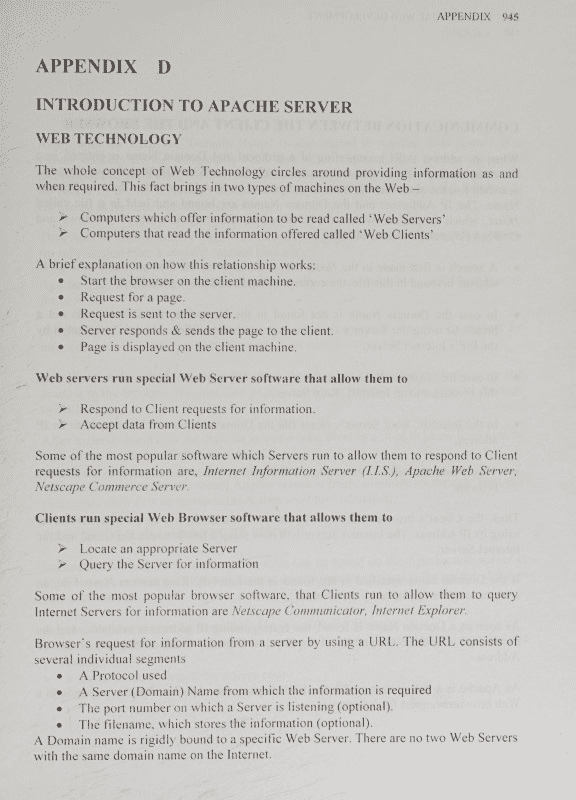 APPENDIX 945
APPENDIX D
INTRODUCTION TO APACHE SERVER
WEB TECHNOLOGY
The whole concept of Web Technology circles around providing information as and
when required. This fact brings in two types of machines on the Web –
➢ Computers which offer information to be read called 'Web Servers'
➢ Computers that read the information offered called 'Web Clients'
A brief explanation on how this relationship works:
• Start the browser on the client machine.
• Request for a page.
• Request is sent to the server.
• Server responds & sends the page to the client.
• Page is displayed on the client machine.
Web servers run special Web Server software that allow them to
➢ Respond to Client requests for information.
➢ Accept data from Clients
Some of the most popular software which Servers run to allow them to respond to Client
requests for information are, Internet Information Server (I.I.S.), Apache Web Server,
Netscape Commerce Server.
Clients run special Web Browser software that allows them to
➢ Locate an appropriate Server
➢ Query the Server for information
Some of the most popular browser software, that Clients run to allow them to query
Internet Servers for information are Netscape Communicator, Internet Explorer.
Browser's request for information from a server by using a URL. The URL consists of
several individual segments
• A Protocol used
• A Server (Domain) Name from which the information is required
• The port number on which a Server is listening (optional).
• The filename, which stores the information (optional).
A Domain name is rigidly bound to a specific Web Server. There are no two Web Servers
with the same domain name on the Internet.